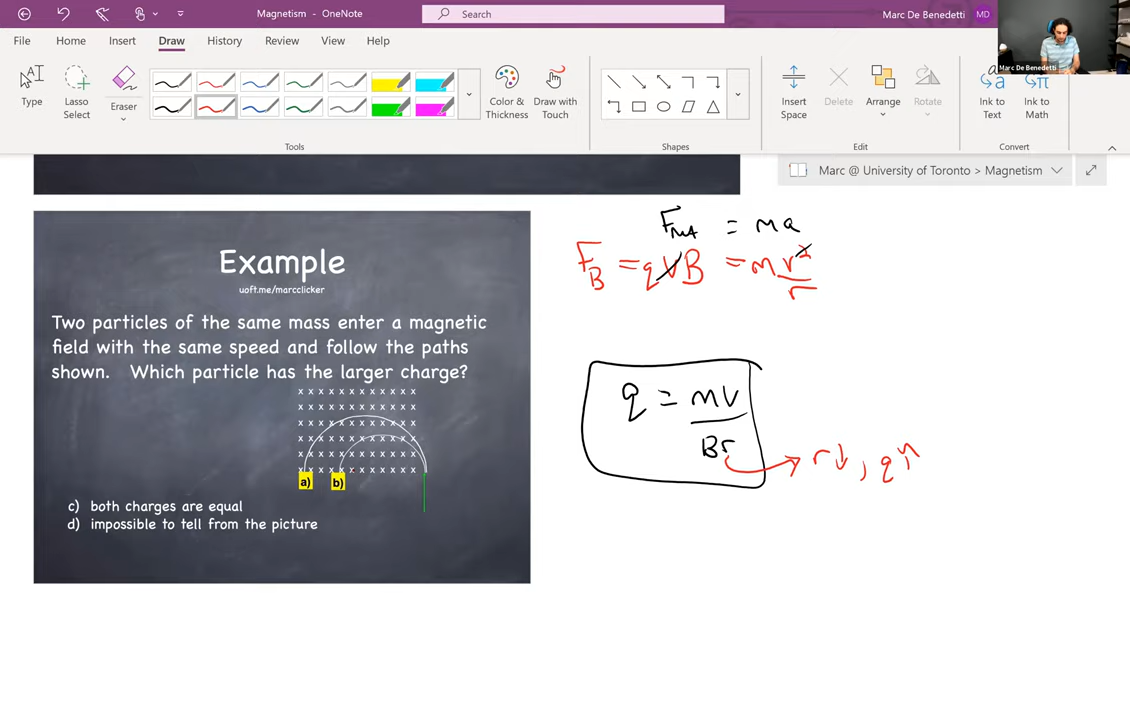 Magnetism - OneNote
Search
Marc De Benedetti
MD
File
Home
Insert
Draw
History
Review
View
Help
Marc De Benedetti
Type
Lasso Select
Eraser
Color & Thickness
Draw with Touch
Insert Space
Delete
Arrange
Rotate
Ink to Text
Ink to Math
Tools
Shapes
Edit
Convert
Marc @ University of Toronto > Magnetism
Example
uoft.me/marcclicker
Two particles of the same mass enter a magnetic
field with the same speed and follow the paths
shown. Which particle has the larger charge?
x x x x x x x x x x x x
x x x x x x x x x x x x
x x x x x x x x x x x x
x x x x x x x x x x x x
x x x x x x x x x x x x
x x x x x x x x x x x x
a) b)
c) both charges are equal
d) impossible to tell from the picture
= ma
F_B = qVB = m v²/r
q = mv/Br
r↓, q↑